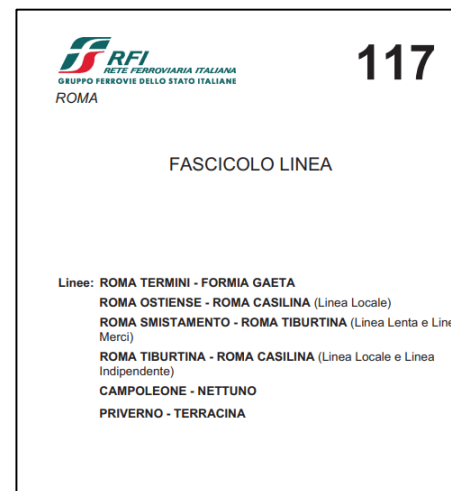 RFI
117
RETE FERROVIARIA ITALIANA
GRUPPO FERROVIE DELLO STATO ITALIANE
ROMA
FASCICOLO LINEA
Linee: ROMA TERMINI - FORMIA GAETA
ROMA OSTIENSE - ROMA CASILINA (Linea Locale)
ROMA SMISTAMENTO - ROMA TIBURTINA (Linea Lenta e Line
Merci)
ROMA TIBURTINA - ROMA CASILINA (Linea Locale e Linea
Indipendente)
CAMPOLEONE - NETTUNO
PRIVERNO - TERRACINA